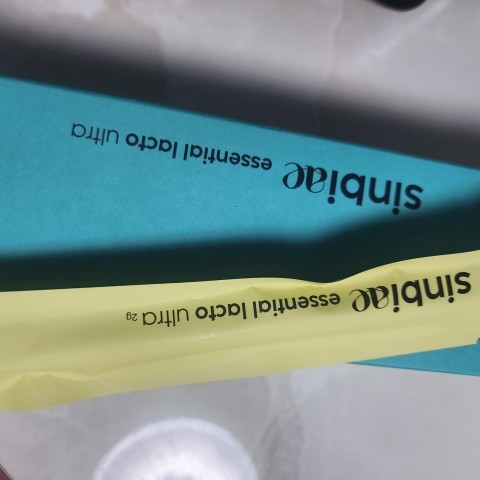 sinbiae essential lacto ultra
sinbiae essential lacto ultra 2g